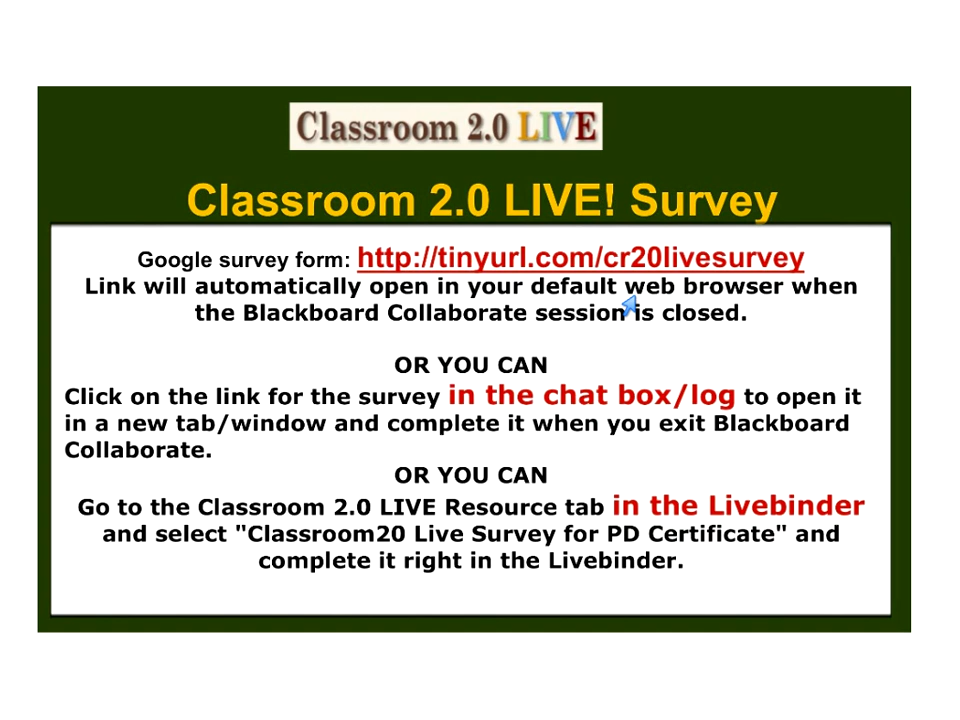 Classroom 2.0 LIVE
Classroom 2.0 LIVE! Survey
Google survey form: http://tinyurl.com/cr20livesurvey
Link will automatically open in your default web browser when
the Blackboard Collaborate session is closed.
OR YOU CAN
Click on the link for the survey in the chat box/log to open it
in a new tab/window and complete it when you exit Blackboard
Collaborate.
OR YOU CAN
Go to the Classroom 2.0 LIVE Resource tab in the Livebinder
and select "Classroom20 Live Survey for PD Certificate" and
complete it right in the Livebinder.